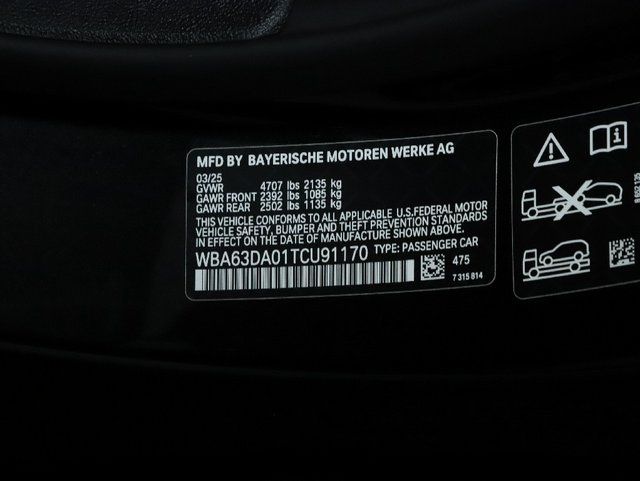 MFD BY BAYERISCHE MOTOREN WERKE AG
03/25
GVWR 4707 lbs 2135 kg
GAWR FRONT 2392 lbs 1085 kg
GAWR REAR 2502 lbs 1135 kg
THIS VEHICLE CONFORMS TO ALL APPLICABLE U.S.FEDERAL MOTOR
VEHICLE SAFETY, BUMPER AND THEFT PREVENTION STANDARDS
IN EFFECT ON THE DATE OF MANUFACTURE SHOWN ABOVE.
WBA63DA01TCU91170 TYPE: PASSENGER CAR
475
7 315 814